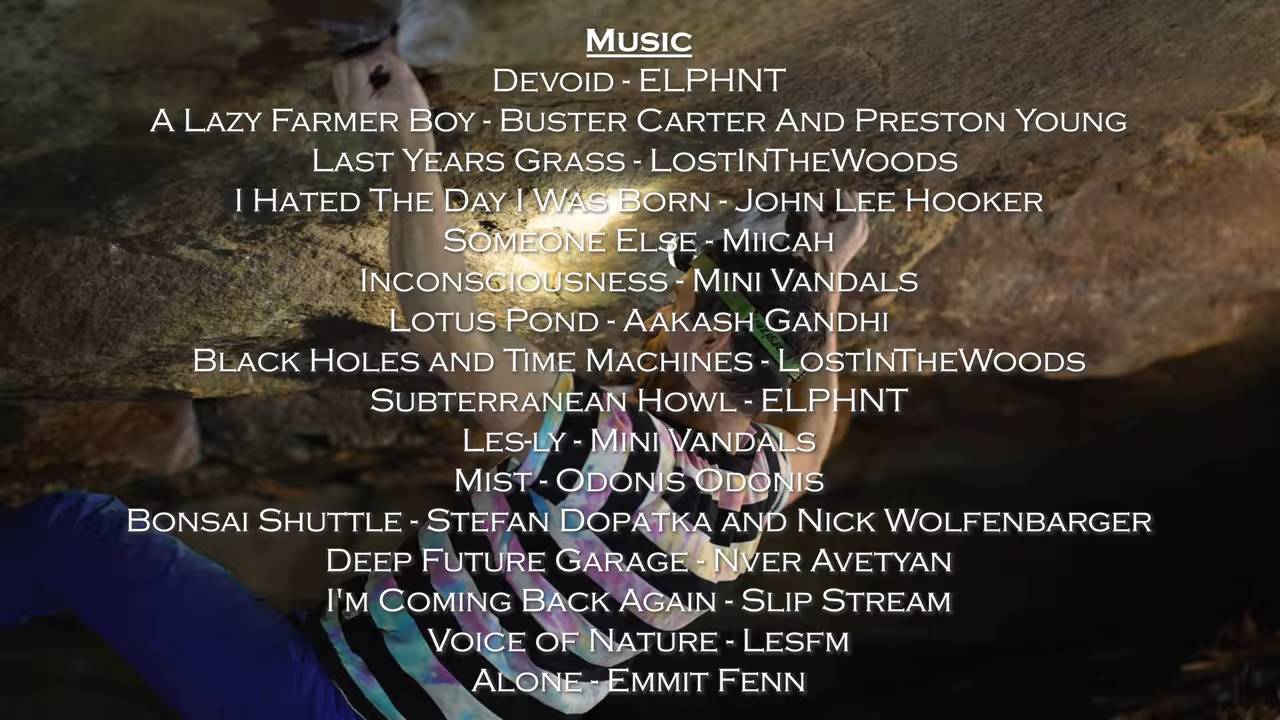 Music
Devoid - ELPHNT
A Lazy Farmer Boy - Buster Carter And Preston Young
Last Years Grass - LostInTheWoods
I Hated The Day I Was Born - John Lee Hooker
Someone Else - Miicah
Inconsciousness - Mini Vandals
Lotus Pond - Aakash Gandhi
Black Holes and Time Machines - LostInTheWoods
Subterranean Howl - ELPHNT
Les-ly - Mini Vandals
Mist - Odonis Odonis
Bonsai Shuttle - Stefan Dopatka and Nick Wolfenbarger
Deep Future Garage - Nver Avetyan
I'm Coming Back Again - Slip Stream
Voice of Nature - Lesfm
Alone - Emmit Fenn